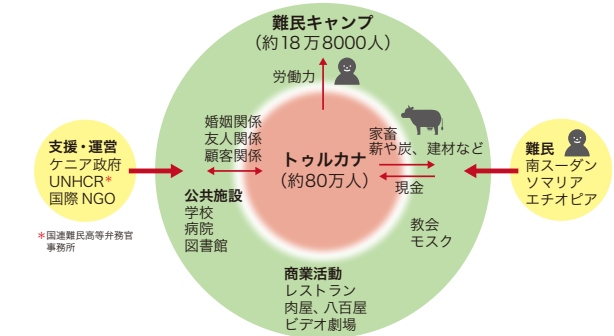 難民キャンプ
（約18万8000人）
労働力
婚姻関係
友人関係
顧客関係
家畜
薪や炭、建材など
現金
トゥルカナ
（約80万人）
支援・運営
ケニア政府
UNHCR*
国際NGO
*国連難民高等弁務官
事務所
難民
南スーダン
ソマリア
エチオピア
公共施設
学校
病院
図書館
教会
モスク
商業活動
レストラン
肉屋、八百屋
ビデオ劇場